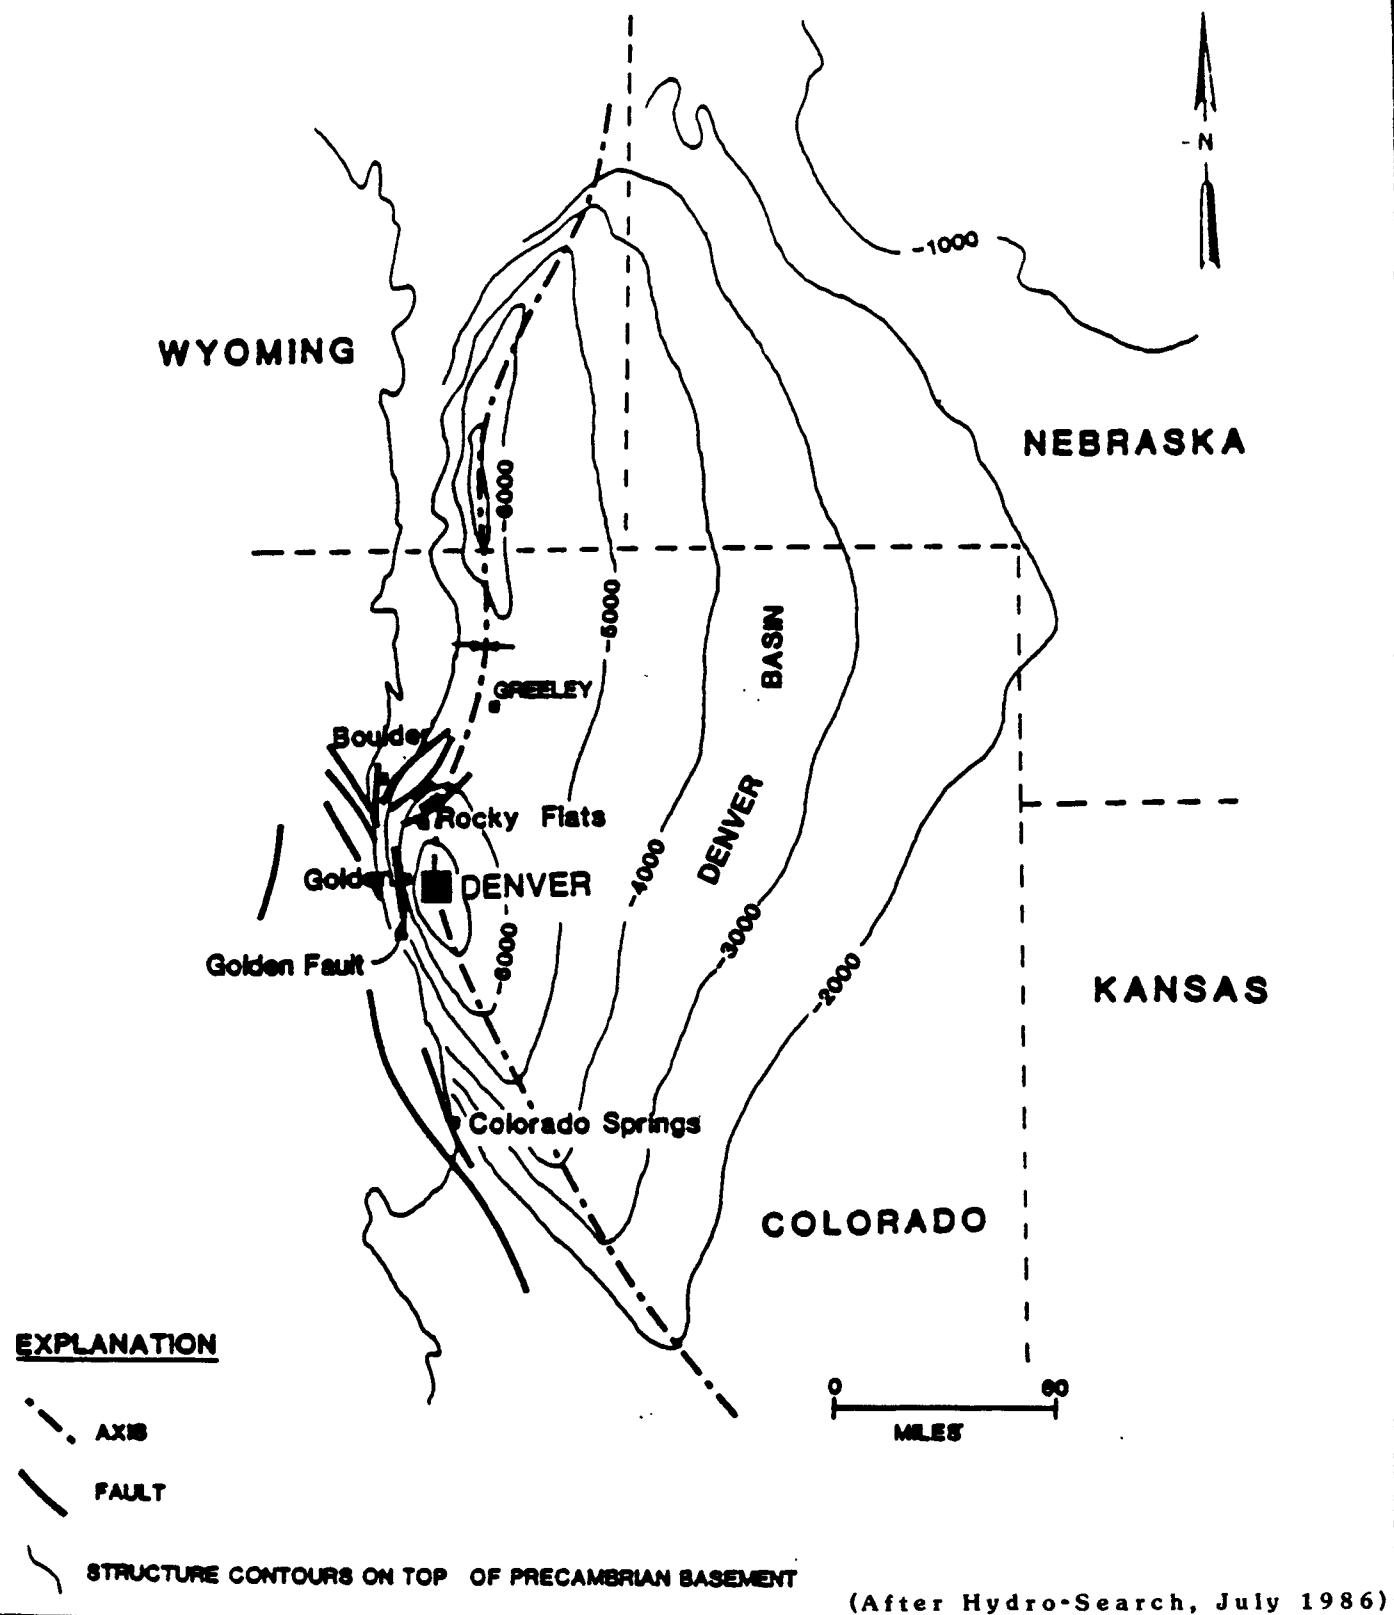 -N
-1000
WYOMING
NEBRASKA
-6000
-5000
BASIN
GREELEY
Boulder
DENVER
Rocky Flats
-4000
Golden
DENVER
-3000
-6000
Golden Fault
-2000
KANSAS
Colorado Springs
COLORADO
EXPLANATION
0
MILES
AXIS
FAULT
STRUCTURE CONTOURS ON TOP OF PRECAMBRIAN BASEMENT
(After Hydro-Search, July 1986)